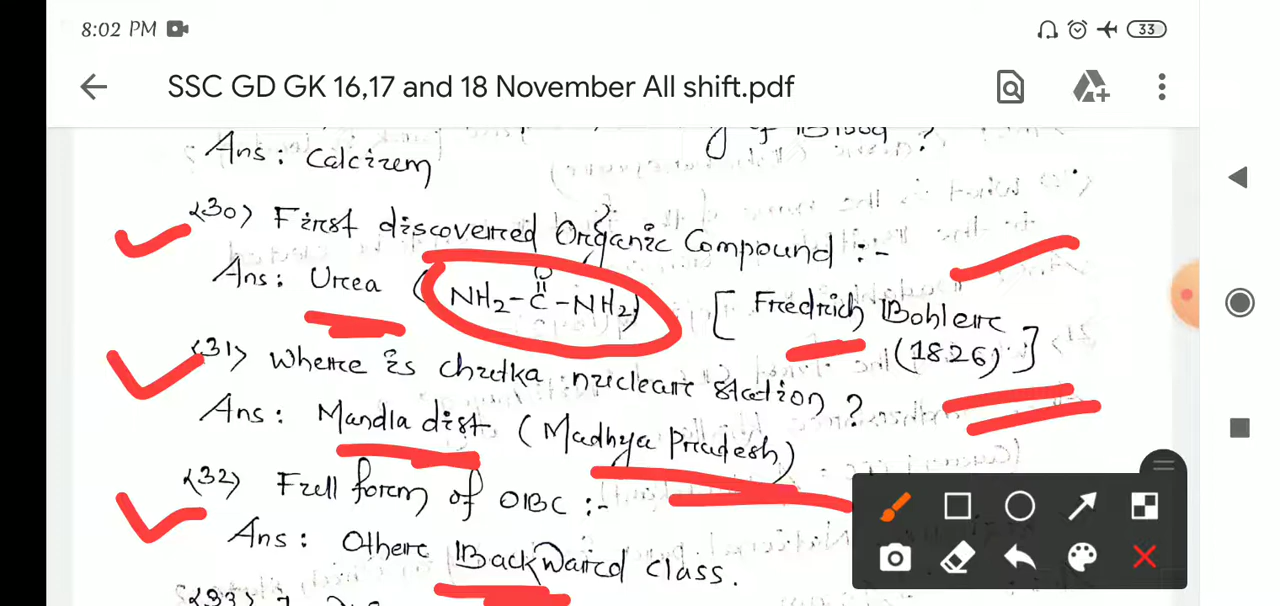 8:02 PM
33
SSC GD GK 16,17 and 18 November All shift.pdf
Ans : Calcium
(30) First discovered Organic Compound :-
Ans : Urea ( NH2-C-NH2)
O
[ Fredrich Bohler
(1826) ]
(31) Where is chutka nuclear station ?
Ans : Mandla dist ( Madhya Pradesh)
(32) Full form of OBC :-
Ans : Other Backward class.
(33)